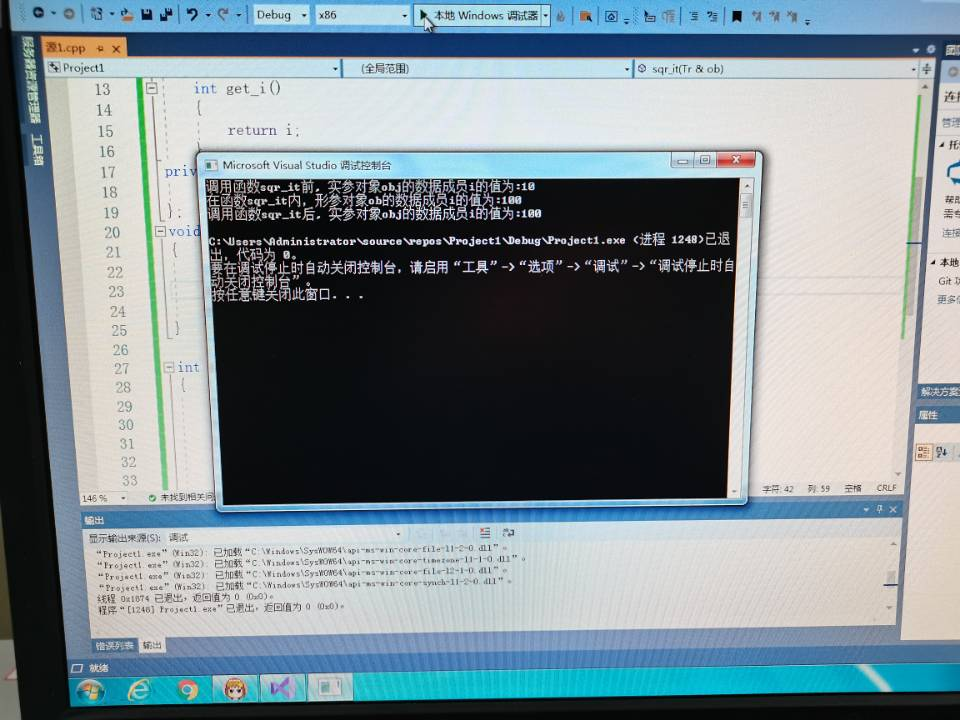 Debug
x86
本地 Windows 调试器
源1.cpp
服务器资源管理器
工具箱
Project1
(全局范围)
sqr_it(Tr & ob)
13 int get_i()
14 {
15 return i;
16
17 priv
18
19 };
20 void
21 {
22
23
24
25 }
26
27 int
28 {
29
30
31
32
33
Microsoft Visual Studio 调试控制台
调用函数sqr_it前，实参对象obj的数据成员i的值为:10
在函数sqr_it内，形参对象ob的数据成员i的值为:100
调用函数sqr_it后，实参对象obj的数据成员i的值为:100
C:\Users\Administrator\source\repos\Project1\Debug\Project1.exe (进程 1248)已退
出，代码为 0。
要在调试停止时自动关闭控制台，请启用“工具”->“选项”->“调试”->“调试停止时自
动关闭控制台”。
按任意键关闭此窗口. . .
146 %
未找到相关问
字符: 42
列: 59
空格
CRLF
管理
Git
解决方案
属性
输出
显示输出来源(S): 调试
“Project1.exe”(Win32): 已加载“C:\Windows\SysWOW64\api-ms-win-core-file-l1-2-0.dll”。
“Project1.exe”(Win32): 已加载“C:\Windows\SysWOW64\api-ms-win-core-timezone-l1-1-0.dll”。
“Project1.exe”(Win32): 已加载“C:\Windows\SysWOW64\api-ms-win-core-file-l2-1-0.dll”。
“Project1.exe”(Win32): 已加载“C:\Windows\SysWOW64\api-ms-win-core-synch-l1-2-0.dll”。
线程 0x1874 已退出，返回值为 0 (0x0)。
程序“[1248] Project1.exe”已退出，返回值为 0 (0x0)。
错误列表
输出
就绪